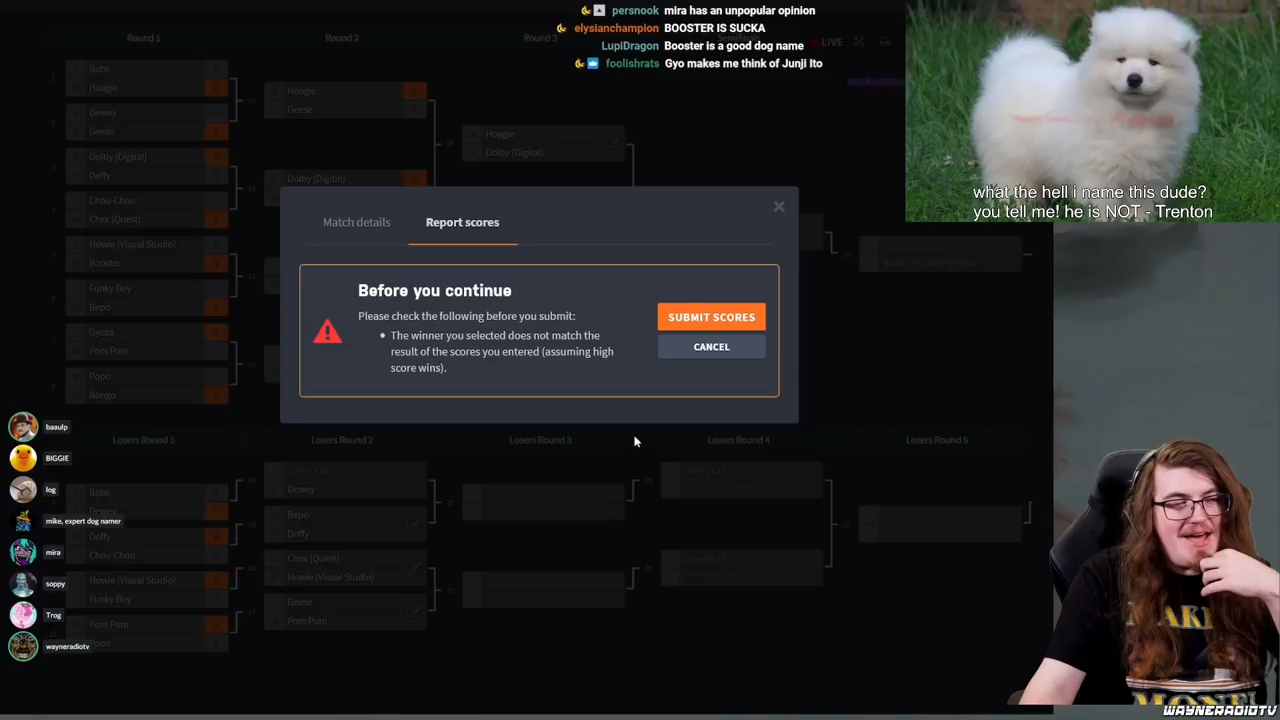 persnook mira has an unpopular opinion
elysianchampion BOOSTER IS SUCKA
LupiDragon Booster is a good dog name
foolishrats Gyo makes me think of Junji Ito
Round 1
Round 2
Round 3
LIVE
Bubs
Hoagie
Dewey
Geese
Dolby (Digital)
Doffy
Chou-Chou
Chex (Quest)
Howie (Visual Studio)
Booster
Funky Boy
Bepo
Gyoza
Pom Pom
Popo
Bongo
Hoagie
Geese
Dolby (Digital)
Hoagie
Dolby (Digital)
what the hell i name this dude?
you tell me! he is NOT - Trenton
Match details
Report scores
Before you continue
Please check the following before you submit:
The winner you selected does not match the
result of the scores you entered (assuming high
score wins).
SUBMIT SCORES
CANCEL
Losers Round 1
Losers Round 2
Losers Round 3
Losers Round 4
Losers Round 5
Bubs
Dewey
Doffy
Chou-Chou
Howie (Visual Studio)
Funky Boy
Pom Pom
Dewey
Bepo
Doffy
Chex (Quest)
Howie (Visual Studio)
Geese
Pom Pom
baaulp
BIGGIE
log
mike, expert dog namer
mira
soppy
Trog
wayneradiotv
WAYNERADIOTV